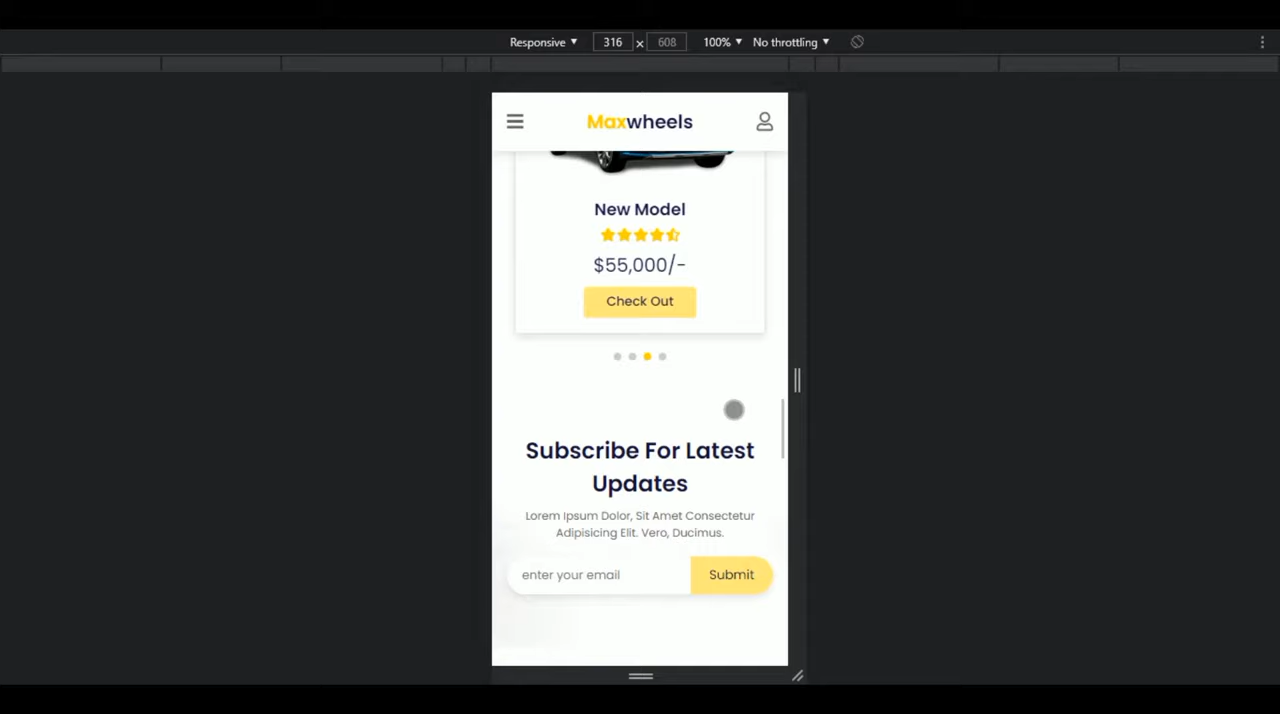 Responsive ▼ 316 × 608 100% ▼ No throttling ▼
Maxwheels
New Model
$55,000/-
Check Out
Subscribe For Latest
Updates
Lorem Ipsum Dolor, Sit Amet Consectetur
Adipisicing Elit. Vero, Ducimus.
enter your email Submit